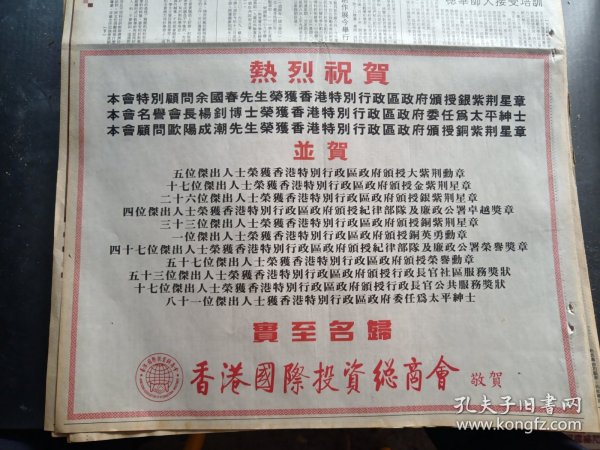 德華師大接受培訓
熱烈祝賀
本會特別顧問余國春先生榮獲香港特別行政區政府頒授銀紫荆星章
本會名譽會長楊釗博士榮獲香港特別行政區政府委任爲太平紳士
本會顧問歐陽成潮先生榮獲香港特別行政區政府頒授銅紫荆星章
並賀
五位傑出人士榮獲香港特別行政區政府頒授大紫荆勳章
十七位傑出人士榮獲香港特別行政區政府頒授金紫荆星章
二十六位傑出人士榮獲香港特別行政區政府頒授銀紫荆星章
四位傑出人士榮獲香港特別行政區政府頒授紀律部隊及廉政公署卓越獎章
三十三位傑出人士榮獲香港特別行政區政府頒授銅紫荆星章
一位傑出人士榮獲香港特別行政區政府頒授銅英勇勳章
四十七位傑出人士榮獲香港特別行政區政府頒授紀律部隊及廉政公署榮譽獎章
五十七位傑出人士榮獲香港特別行政區政府頒授榮譽勳章
五十三位傑出人士榮獲香港特別行政區政府頒授行政長官社區服務獎狀
十七位傑出人士榮獲香港特別行政區政府頒授行政長官公共服務獎狀
八十一位傑出人士獲香港特別行政區政府委任爲太平紳士
實至名歸
香港國際投資總商會 敬賀
孔夫子旧书网
www.kongfz.com